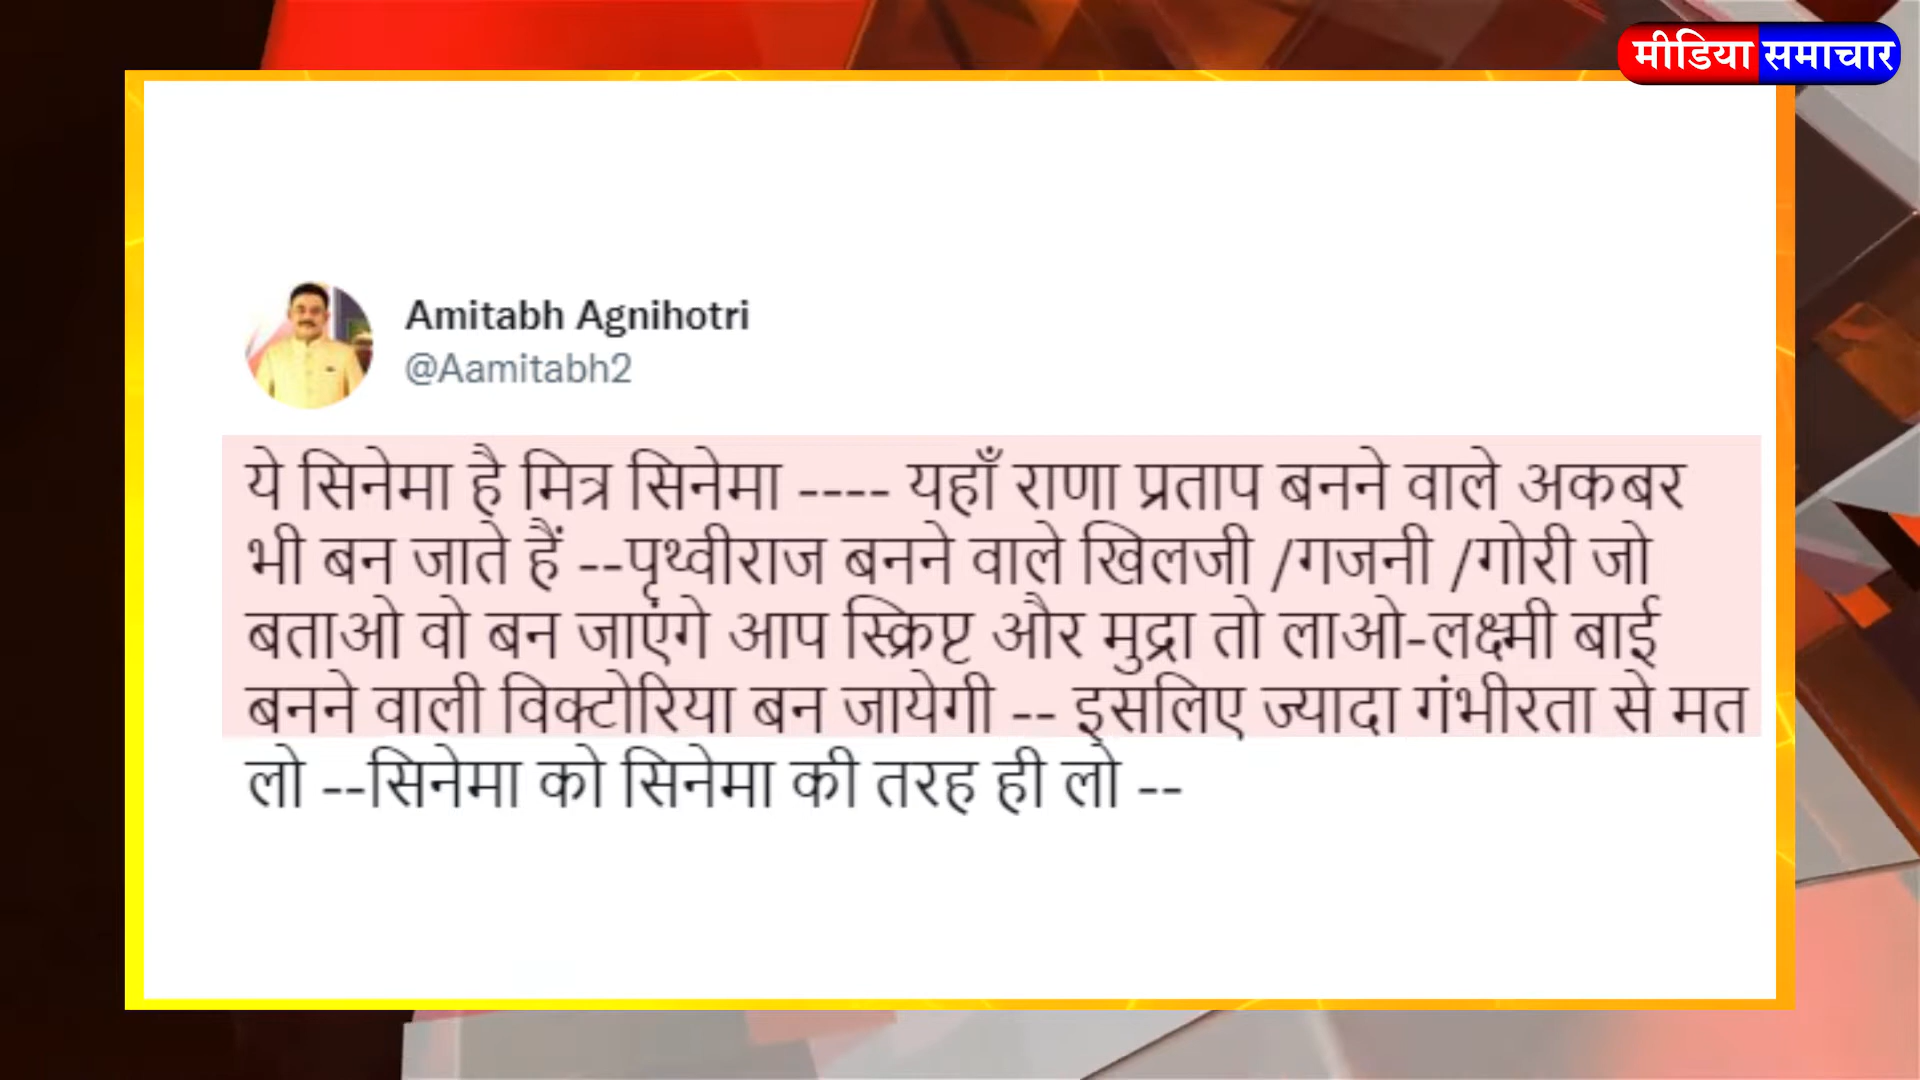 मीडिया समाचार
Amitabh Agnihotri
@Aamitabh2
ये सिनेमा है मित्र सिनेमा ---- यहाँ राणा प्रताप बनने वाले अकबर
भी बन जाते हैं --पृथ्वीराज बनने वाले खिलजी /गजनी /गोरी जो
बताओ वो बन जाएंगे आप स्क्रिप्ट और मुद्रा तो लाओ-लक्ष्मी बाई
बनने वाली विक्टोरिया बन जायेगी -- इसलिए ज्यादा गंभीरता से मत
लो --सिनेमा को सिनेमा की तरह ही लो --